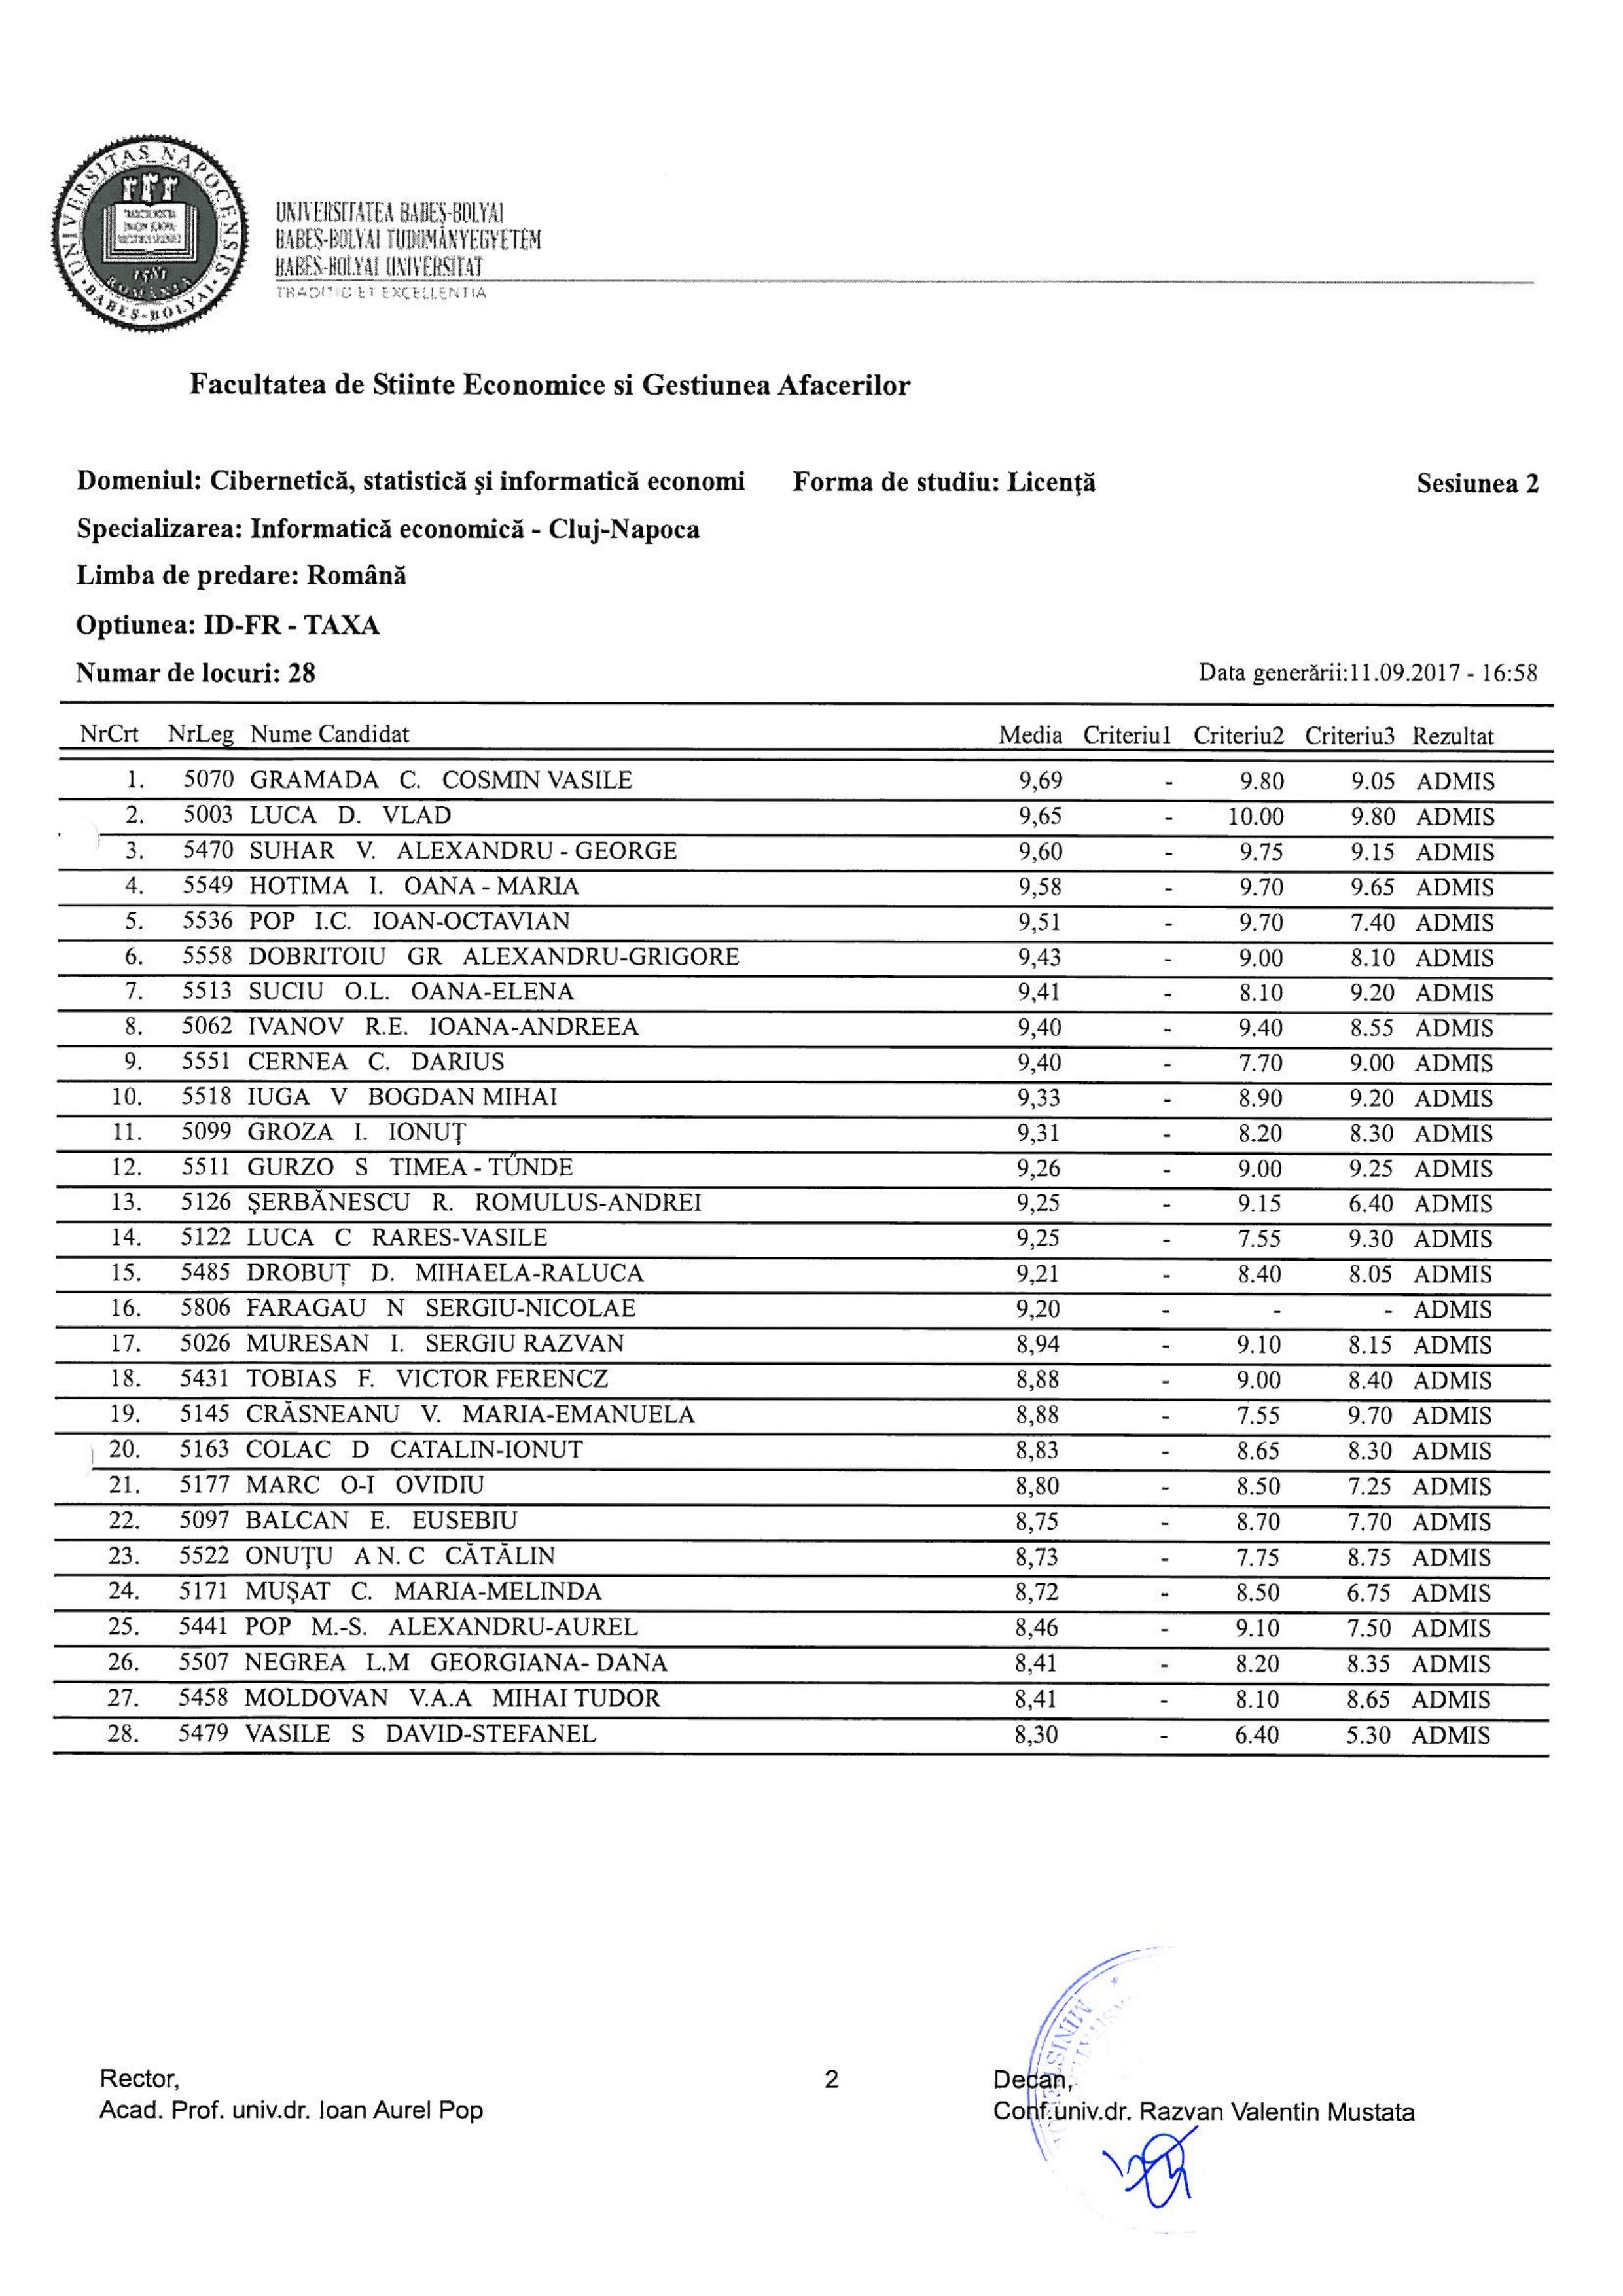 UNIVERSITAS NAPOCENSIS
BABEŞ-BOLYAI
1581
ROMÂNIA
UNIVERSITATEA BABEŞ-BOLYAI
BABEŞ-BOLYAI TUDOMÁNYEGYETEM
BABEŞ-BOLYAI UNIVERSITÄT
TRADITIO ET EXCELLENTIA
Facultatea de Stiinte Economice si Gestiunea Afacerilor
Domeniul: Cibernetică, statistică şi informatică economi Forma de studiu: Licenţă Sesiunea 2
Specializarea: Informatică economică - Cluj-Napoca
Limba de predare: Română
Optiunea: ID-FR - TAXA
Numar de locuri: 28 Data generării:11.09.2017 - 16:58
NrCrt NrLeg Nume Candidat Media Criteriu1 Criteriu2 Criteriu3 Rezultat
1. 5070 GRAMADA C. COSMIN VASILE 9,69 - 9.80 9.05 ADMIS
2. 5003 LUCA D. VLAD 9,65 - 10.00 9.80 ADMIS
3. 5470 SUHAR V. ALEXANDRU - GEORGE 9,60 - 9.75 9.15 ADMIS
4. 5549 HOTIMA I. OANA - MARIA 9,58 - 9.70 9.65 ADMIS
5. 5536 POP I.C. IOAN-OCTAVIAN 9,51 - 9.70 7.40 ADMIS
6. 5558 DOBRITOIU GR ALEXANDRU-GRIGORE 9,43 - 9.00 8.10 ADMIS
7. 5513 SUCIU O.L. OANA-ELENA 9,41 - 8.10 9.20 ADMIS
8. 5062 IVANOV R.E. IOANA-ANDREEA 9,40 - 9.40 8.55 ADMIS
9. 5551 CERNEA C. DARIUS 9,40 - 7.70 9.00 ADMIS
10. 5518 IUGA V BOGDAN MIHAI 9,33 - 8.90 9.20 ADMIS
11. 5099 GROZA I. IONUŢ 9,31 - 8.20 8.30 ADMIS
12. 5511 GURZO S TIMEA - TŰNDE 9,26 - 9.00 9.25 ADMIS
13. 5126 ŞERBĂNESCU R. ROMULUS-ANDREI 9,25 - 9.15 6.40 ADMIS
14. 5122 LUCA C RARES-VASILE 9,25 - 7.55 9.30 ADMIS
15. 5485 DROBUŢ D. MIHAELA-RALUCA 9,21 - 8.40 8.05 ADMIS
16. 5806 FARAGAU N SERGIU-NICOLAE 9,20 - - - ADMIS
17. 5026 MURESAN I. SERGIU RAZVAN 8,94 - 9.10 8.15 ADMIS
18. 5431 TOBIAS F. VICTOR FERENCZ 8,88 - 9.00 8.40 ADMIS
19. 5145 CRĂSNEANU V. MARIA-EMANUELA 8,88 - 7.55 9.70 ADMIS
20. 5163 COLAC D CATALIN-IONUT 8,83 - 8.65 8.30 ADMIS
21. 5177 MARC O-I OVIDIU 8,80 - 8.50 7.25 ADMIS
22. 5097 BALCAN E. EUSEBIU 8,75 - 8.70 7.70 ADMIS
23. 5522 ONUŢU A N. C CĂTĂLIN 8,73 - 7.75 8.75 ADMIS
24. 5171 MUŞAT C. MARIA-MELINDA 8,72 - 8.50 6.75 ADMIS
25. 5441 POP M.-S. ALEXANDRU-AUREL 8,46 - 9.10 7.50 ADMIS
26. 5507 NEGREA L.M GEORGIANA- DANA 8,41 - 8.20 8.35 ADMIS
27. 5458 MOLDOVAN V.A.A MIHAI TUDOR 8,41 - 8.10 8.65 ADMIS
28. 5479 VASILE S DAVID-STEFANEL 8,30 - 6.40 5.30 ADMIS
Rector, 2 Decan,
Acad. Prof. univ.dr. Ioan Aurel Pop Conf.univ.dr. Razvan Valentin Mustata